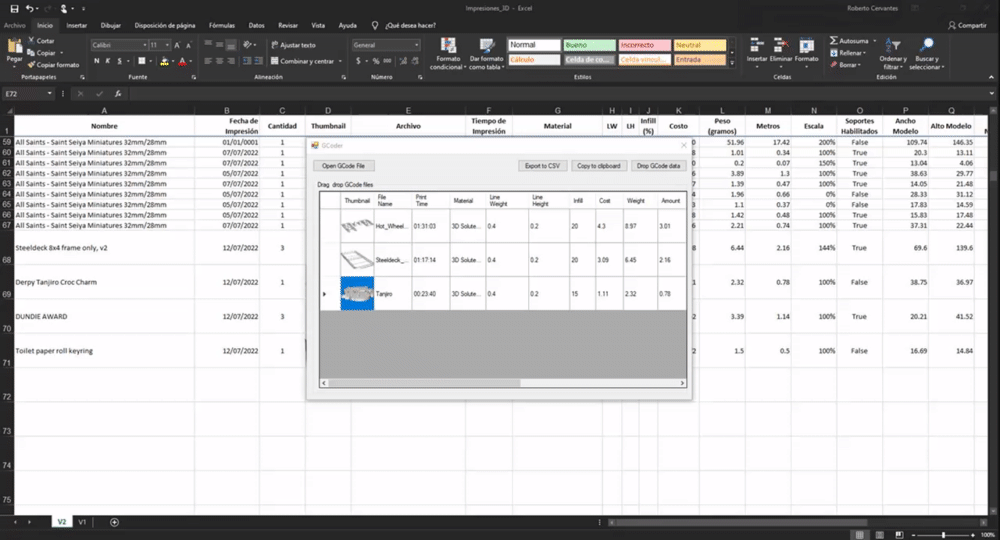 Impresiones_3D - Excel
Roberto Cervantes
Archivo Inicio Insertar Dibujar Disposición de página Fórmulas Datos Revisar Vista Ayuda ¿Qué desea hacer? Compartir
Pegar
Cortar
Copiar
Copiar formato
Portapapeles
Calibri 11
N K S
Fuente
Ajustar texto
Combinar y centrar
Alineación
General
$ % 000
Número
Formato condicional
Dar formato como tabla
Normal Bueno Incorrecto Neutral
Cálculo Celda de co... Celda vincul... Entrada
Estilos
Insertar Eliminar Formato
Celdas
Autosuma
Rellenar
Borrar
Ordenar y filtrar
Buscar y seleccionar
Modificar
E72 fx
A B C D E F G H I J K L M N O P Q
1 Nombre Fecha de Impresión Cantidad Thumbnail Archivo Tiempo de Impresión Material LW LH Infill (%) Costo Peso (gramos) Metros Escala Soportes Habilitados Ancho Modelo Alto Modelo
59 All Saints - Saint Seiya Miniatures 32mm/28mm 01/01/0001 1 51.96 17.42 200% False 109.74 146.35
60 All Saints - Saint Seiya Miniatures 32mm/28mm 07/07/2022 1 1.01 0.34 100% True 20.3 13.11
61 All Saints - Saint Seiya Miniatures 32mm/28mm 07/07/2022 1 0.2 0.07 150% True 13.04 4.06
62 All Saints - Saint Seiya Miniatures 32mm/28mm 05/07/2022 1 3.89 1.3 100% True 38.63 29.77
63 All Saints - Saint Seiya Miniatures 32mm/28mm 07/07/2022 1 1.39 0.47 100% True 14.05 21.48
64 All Saints - Saint Seiya Miniatures 32mm/28mm 05/07/2022 1 1.96 0.66 0% False 28.33 31.12
65 All Saints - Saint Seiya Miniatures 32mm/28mm 05/07/2022 1 1.1 0.37 0% False 17.83 14.59
66 All Saints - Saint Seiya Miniatures 32mm/28mm 05/07/2022 1 1.42 0.48 100% True 15.83 17.48
67 All Saints - Saint Seiya Miniatures 32mm/28mm 07/07/2022 1 2.21 0.74 100% True 37.31 22.44
68 Steeldeck 8x4 frame only, v2 12/07/2022 3 6.44 2.16 144% True 69.6 139.6
69 Derpy Tanjiro Croc Charm 12/07/2022 1 2.32 0.78 100% False 38.75 36.97
70 DUNDIE AWARD 12/07/2022 3 3.39 1.14 100% True 20.21 41.52
71 Toilet paper roll keyring 12/07/2022 1 1.5 0.5 100% False 16.69 14.84
72
73
74
75
GCoder
Open GCode File Export to CSV Copy to clipboard Drop GCode data
Drag drop GCode files
Thumbnail File Name Print Time Material Line Weight Line Height Infill Cost Weight Amount
Hot_Wheel... 01:31:03 3D Solute... 0.4 0.2 20 4.3 8.97 3.01
Steeldeck_... 01:17:14 3D Solute... 0.4 0.2 20 3.09 6.45 2.16
Tanjiro 00:23:40 3D Solute... 0.4 0.2 15 1.11 2.32 0.78
V2 V1
100%